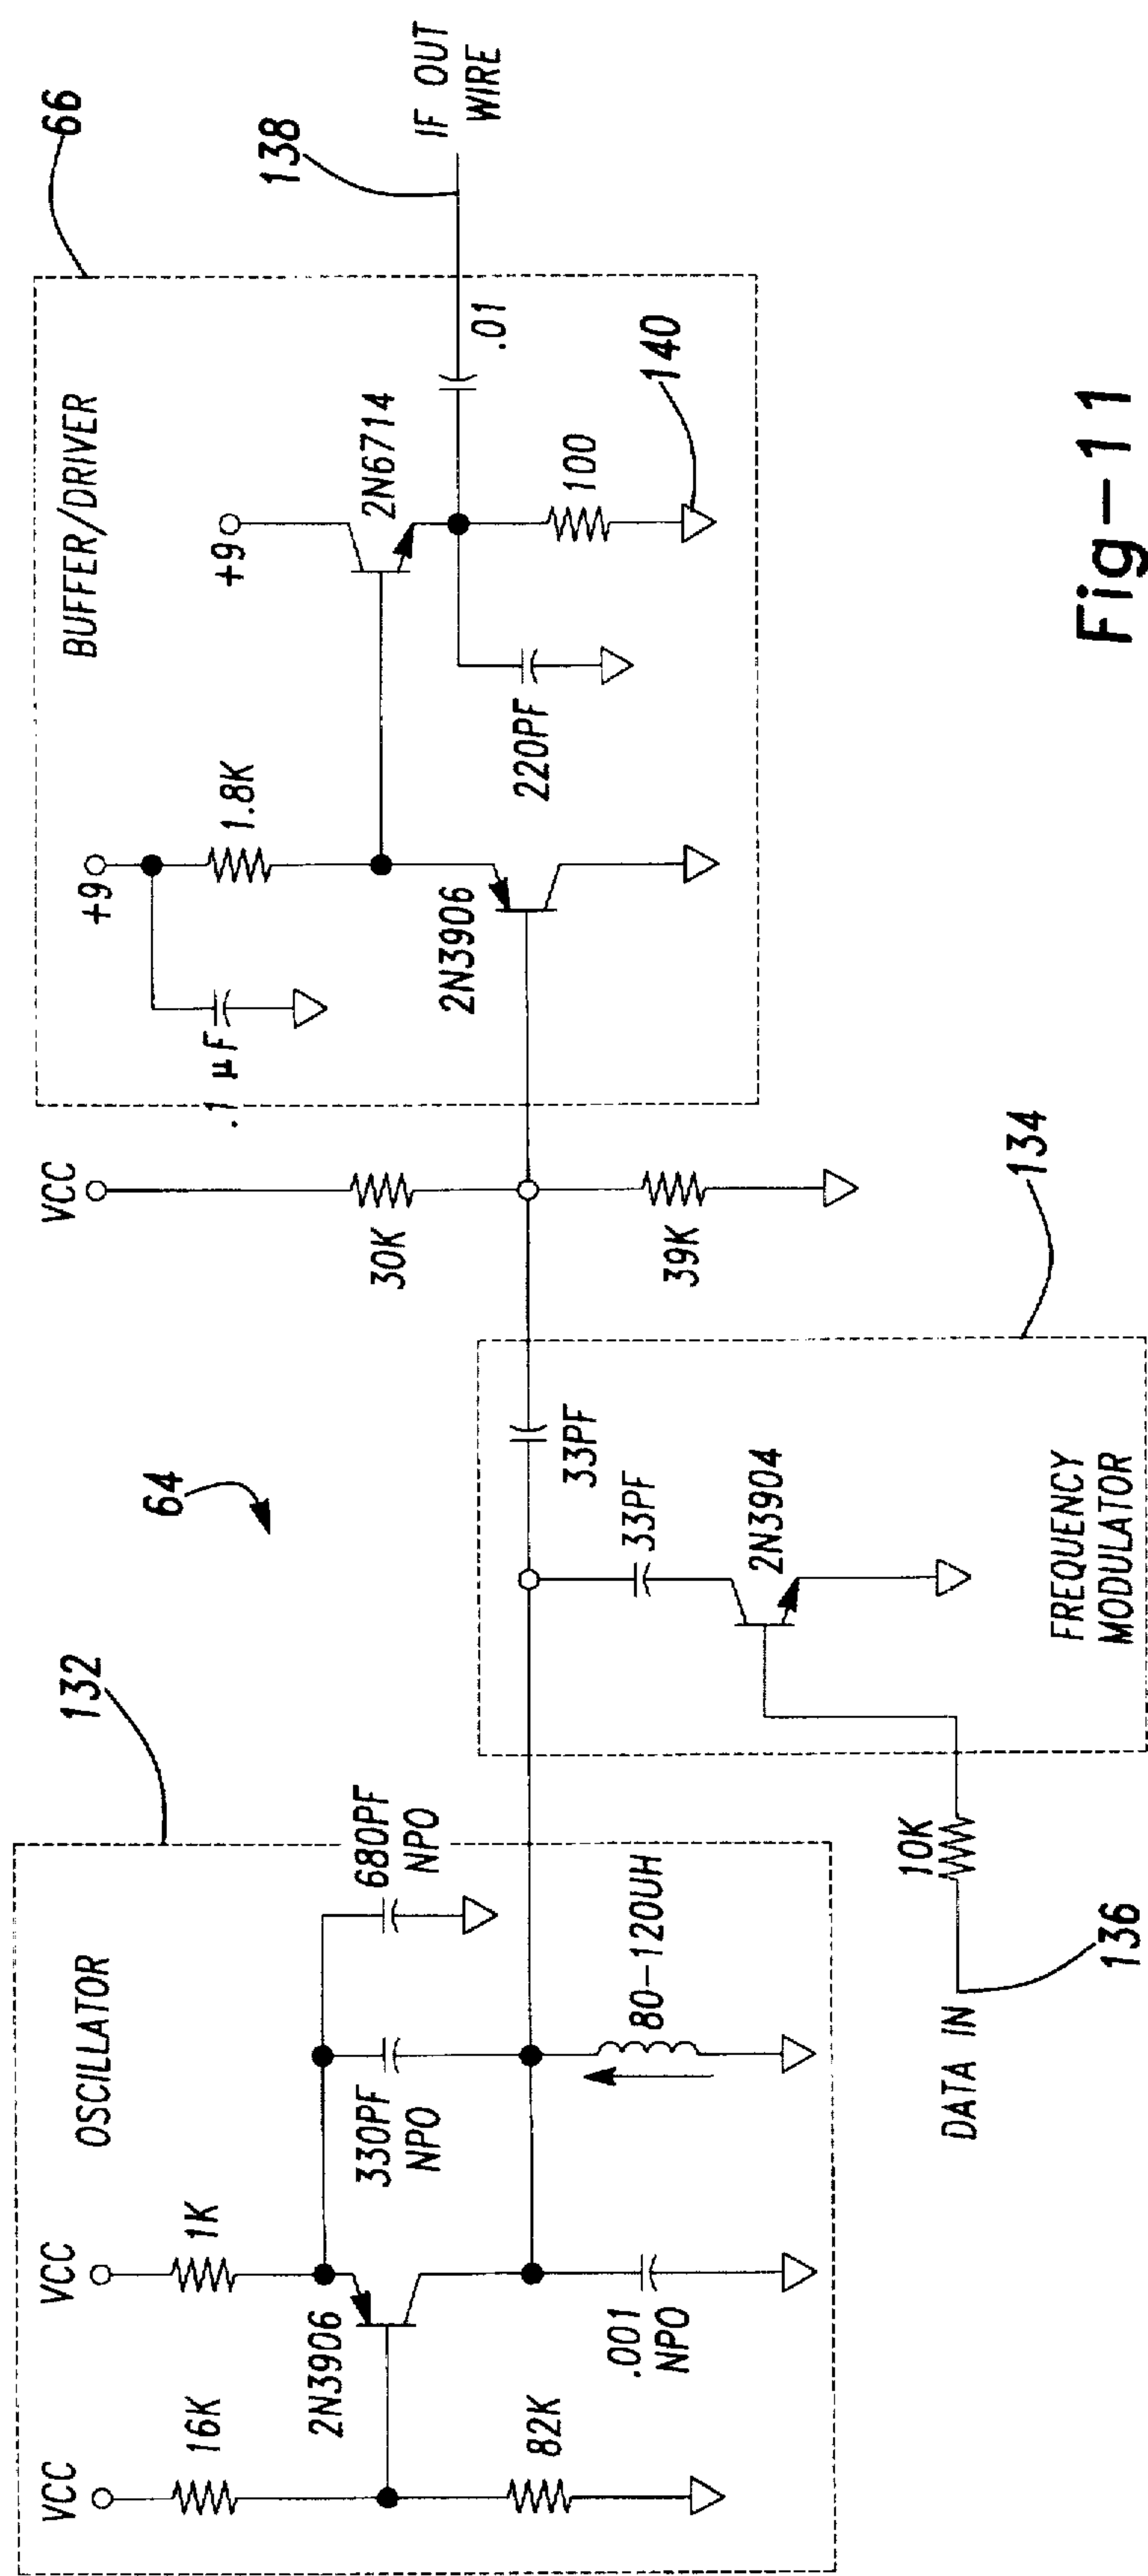 132
OSCILLATOR
VCC
16K
82K
VCC
1K
2N3906
.001
NPO
330PF
NPO
680PF
NPO
80-120UH
64
DATA IN
136
10K
33PF
33PF
2N3904
FREQUENCY
MODULATOR
134
VCC
30K
39K
66
BUFFER/DRIVER
+9
.1 μF
1.8K
2N3906
+9
2N6714
220PF
100
140
.01
138
IF OUT
WIRE
Fig-11